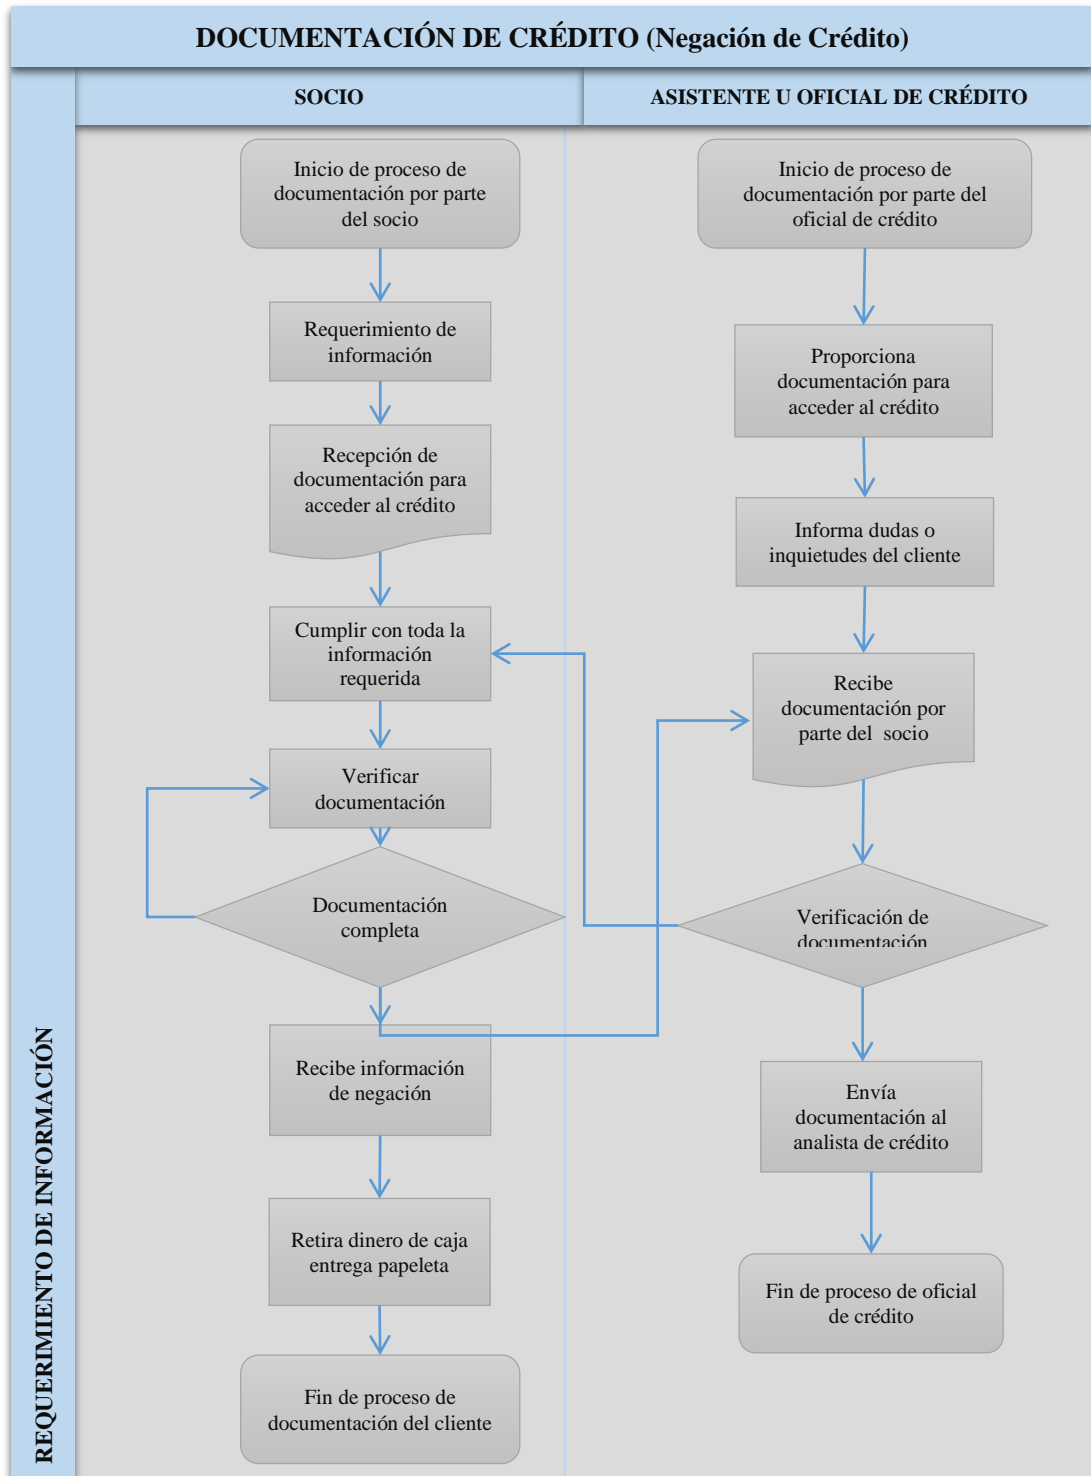 DOCUMENTACIÓN DE CRÉDITO (Negación de Crédito)
SOCIO
ASISTENTE U OFICIAL DE CRÉDITO
REQUERIMIENTO DE INFORMACIÓN
Inicio de proceso de
documentación por parte
del socio
Requerimiento de
información
Recepción de
documentación para
acceder al crédito
Cumplir con toda la
información
requerida
Verificar
documentación
Documentación
completa
Recibe información
de negación
Retira dinero de caja
entrega papeleta
Fin de proceso de
documentación del cliente
Inicio de proceso de
documentación por parte del
oficial de crédito
Proporciona
documentación para
acceder al crédito
Informa dudas o
inquietudes del cliente
Recibe
documentación por
parte del socio
Verificación de
documentación
Envía
documentación al
analista de crédito
Fin de proceso de oficial
de crédito